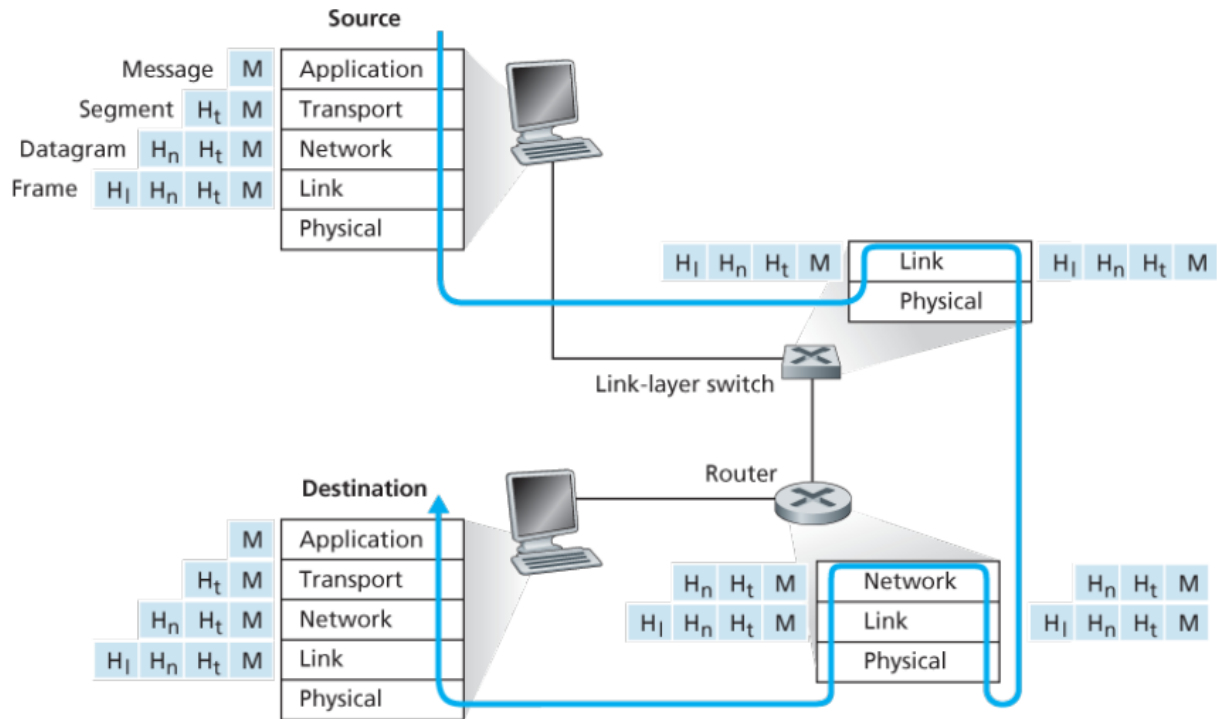 Source
Message M Application
Segment Ht M Transport
Datagram Hn Ht M Network
Frame Hl Hn Ht M Link
Physical
Hl Hn Ht M Link Hl Hn Ht M
Physical
Link-layer switch
Router
Destination
M Application
Ht M Transport
Hn Ht M Network
Hl Hn Ht M Link
Physical
Hn Ht M Network Hn Ht M
Hl Hn Ht M Link Hl Hn Ht M
Physical